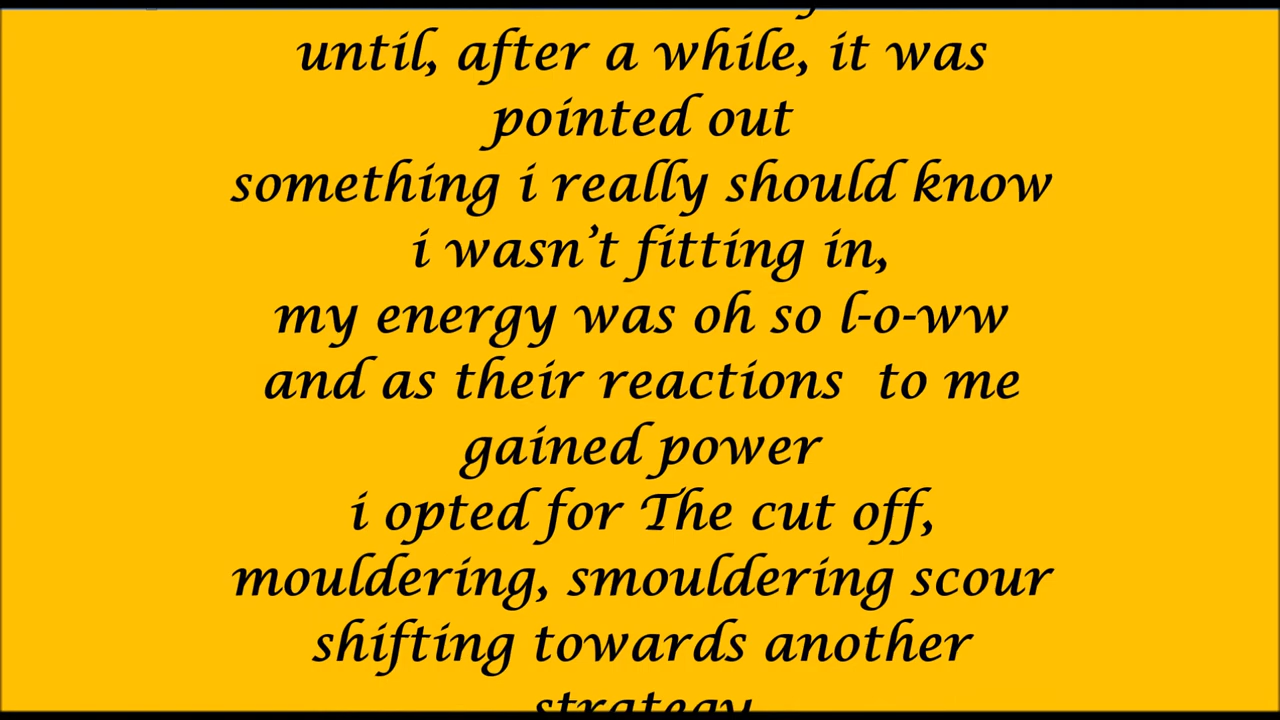 until, after a while, it was
pointed out
something i really should know
i wasn’t fitting in,
my energy was oh so l-o-ww
and as their reactions  to me
gained power
i opted for The cut off,
mouldering, smouldering scour
shifting towards another
strategy